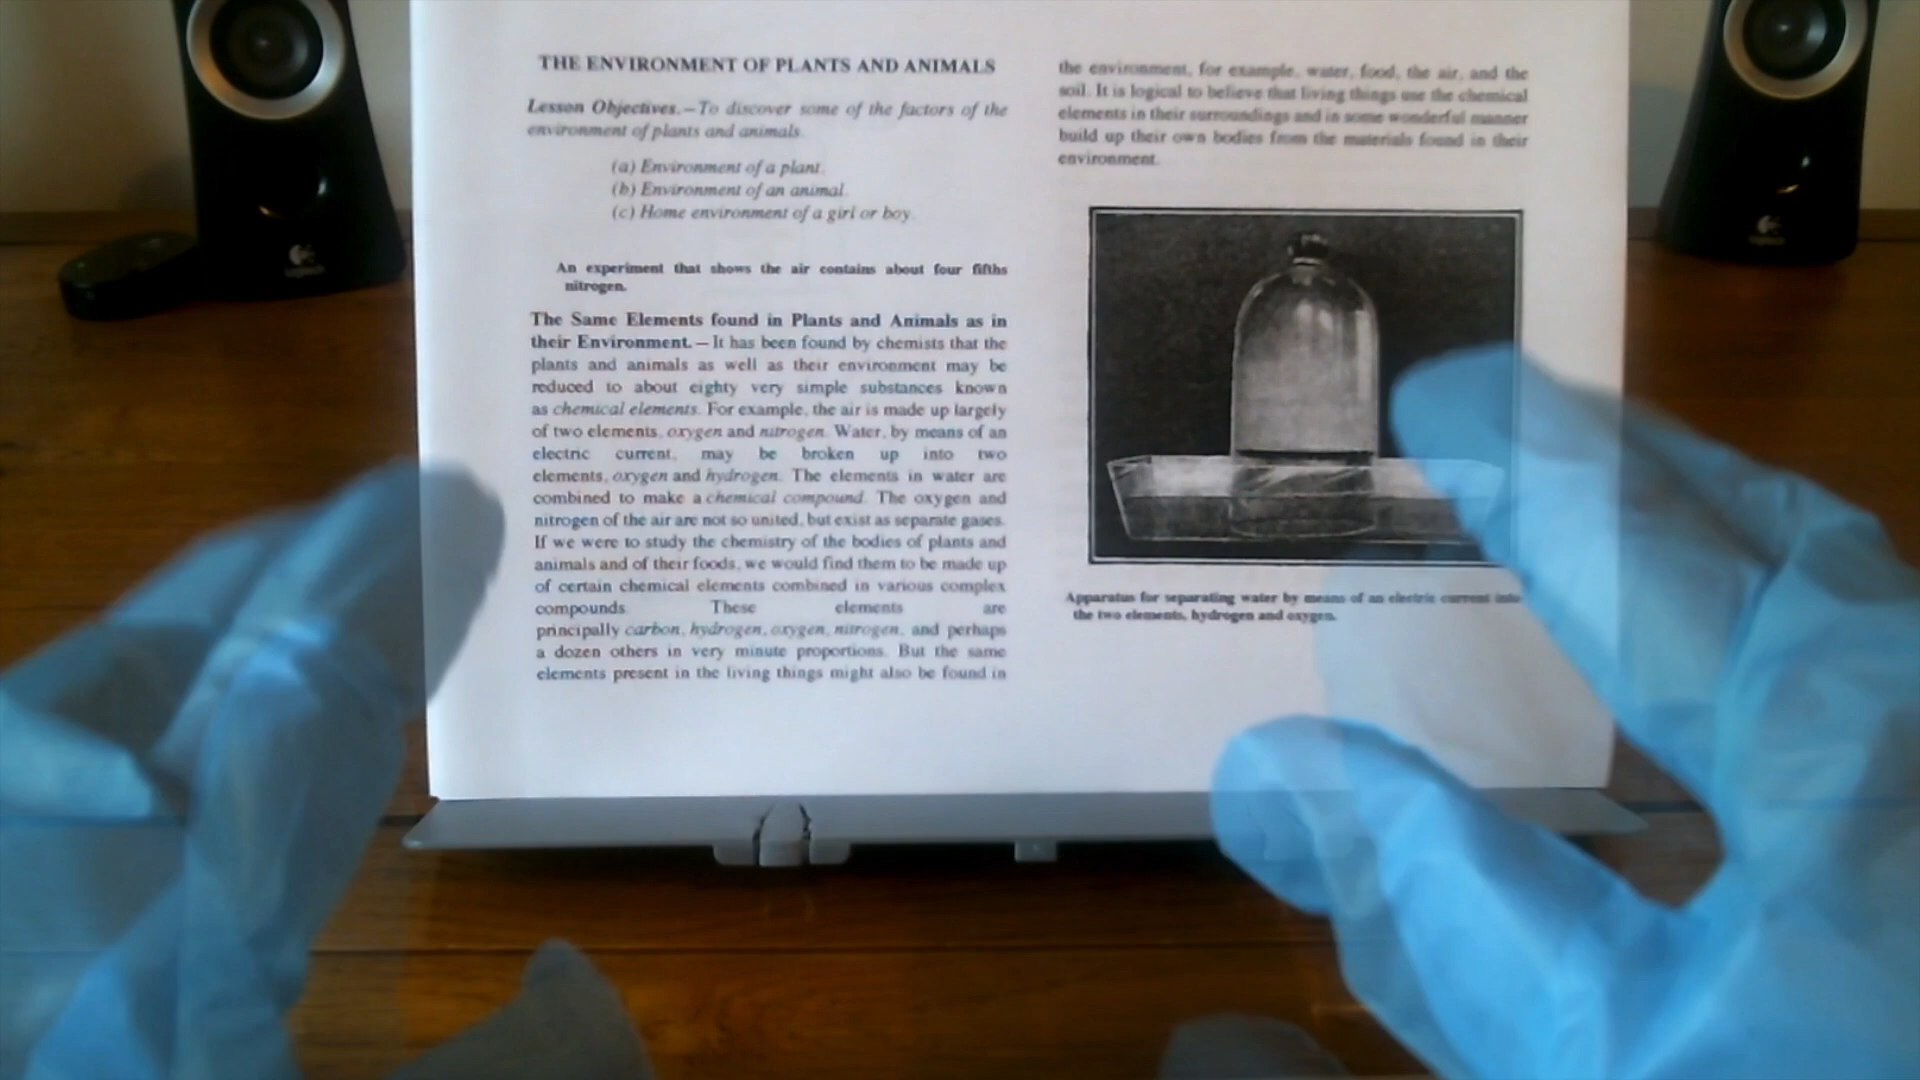 THE ENVIRONMENT OF PLANTS AND ANIMALS
Lesson Objectives.—To discover some of the factors of the
environment of plants and animals.
(a) Environment of a plant.
(b) Environment of an animal.
(c) Home environment of a girl or boy.
An experiment that shows the air contains about four fifths
nitrogen.
The Same Elements found in Plants and Animals as in
their Environment.—It has been found by chemists that the
plants and animals as well as their environment may be
reduced to about eighty very simple substances known
as chemical elements. For example, the air is made up largely
of two elements, oxygen and nitrogen. Water, by means of an
electric current, may be broken up into two
elements, oxygen and hydrogen. The elements in water are
combined to make a chemical compound. The oxygen and
nitrogen of the air are not so united, but exist as separate gases.
If we were to study the chemistry of the bodies of plants and
animals and of their foods, we would find them to be made up
of certain chemical elements combined in various complex
compounds. These elements are
principally carbon, hydrogen, oxygen, nitrogen, and perhaps
a dozen others in very minute proportions. But the same
elements present in the living things might also be found in
the environment, for example, water, food, the air, and the
soil. It is logical to believe that living things use the chemical
elements in their surroundings and in some wonderful manner
build up their own bodies from the materials found in their
environment.
Apparatus for separating water by means of an electric current into
the two elements, hydrogen and oxygen.
Logitech